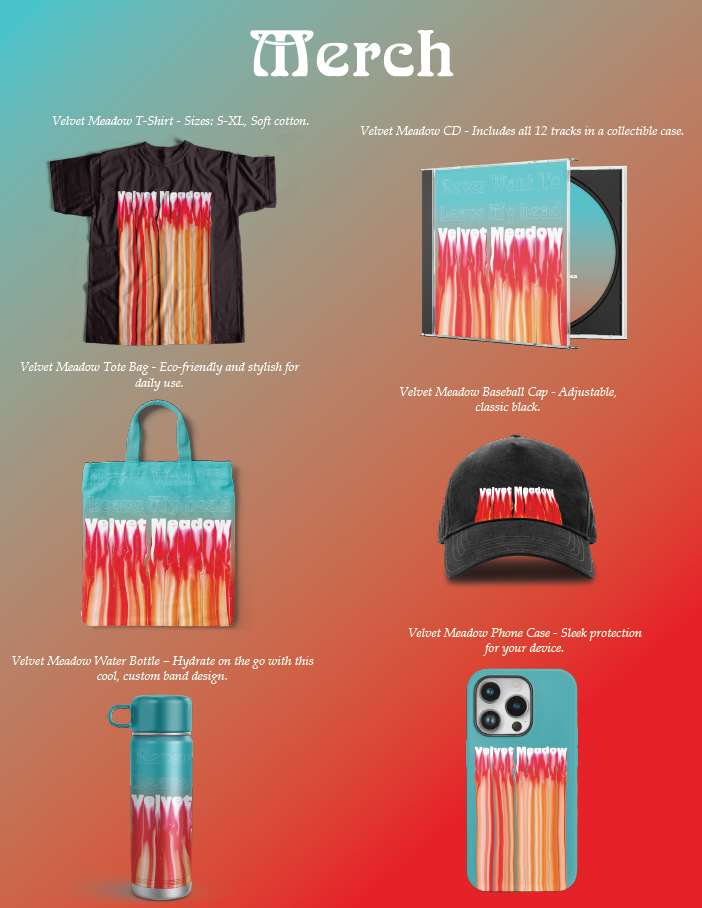 Merch
Velvet Meadow T-Shirt - Sizes: S-XL, Soft cotton.
Velvet Meadow
Velvet Meadow CD - Includes all 12 tracks in a collectible case.
Never Want To
Leave My head
Velvet Meadow
Velvet Meadow Tote Bag - Eco-friendly and stylish for
daily use.
Leave My head
Velvet Meadow
Velvet Meadow Baseball Cap - Adjustable,
classic black.
Velvet Meadow
Velvet Meadow Water Bottle – Hydrate on the go with this
cool, custom band design.
Never
Leave
Velvet
Velvet Meadow Phone Case - Sleek protection
for your device.
Velvet Meadow